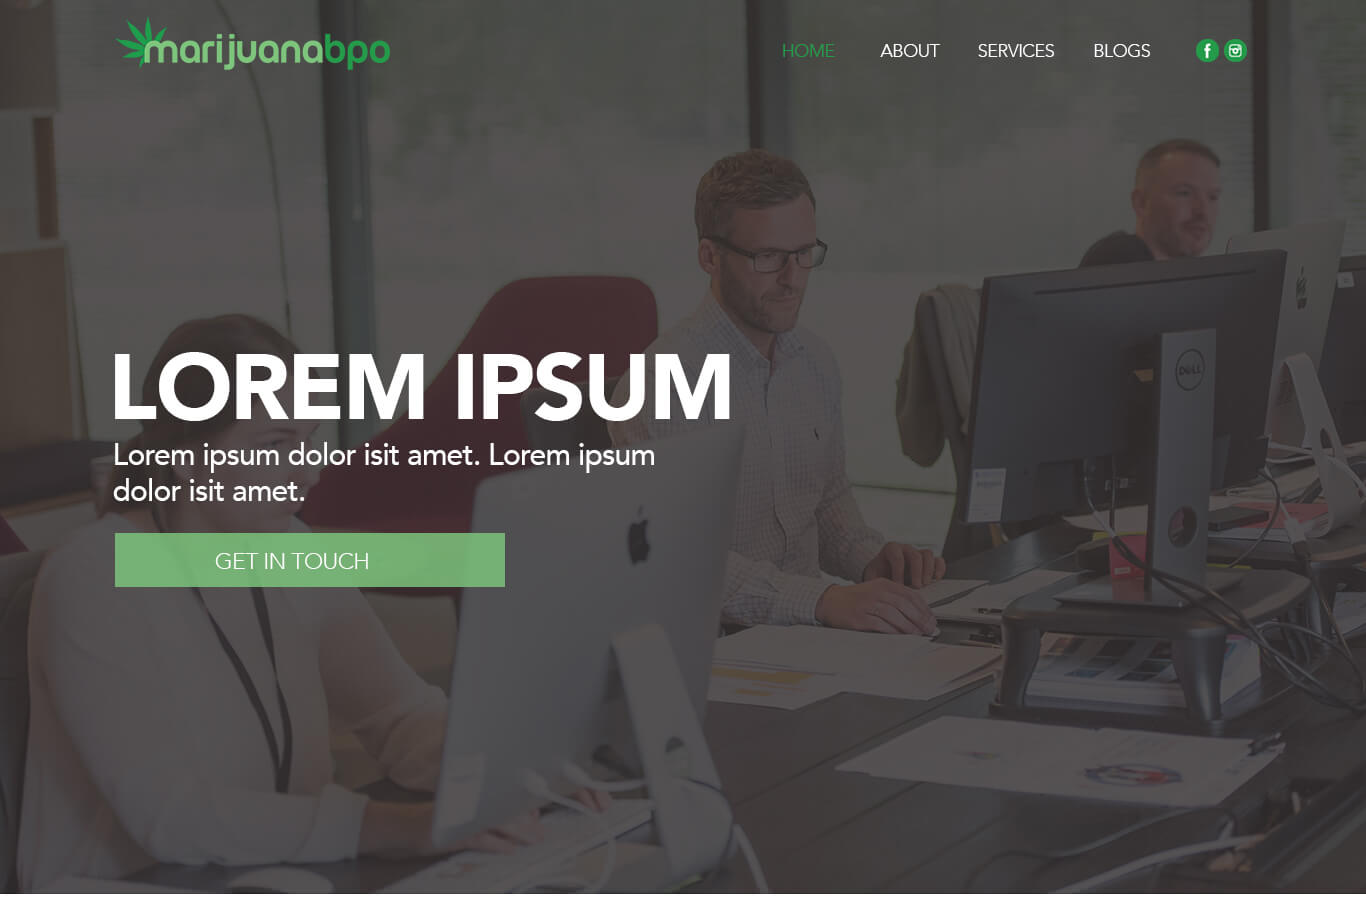 marijuanabpo
HOME ABOUT SERVICES BLOGS
LOREM IPSUM
Lorem ipsum dolor isit amet. Lorem ipsum
dolor isit amet.
GET IN TOUCH
DELL